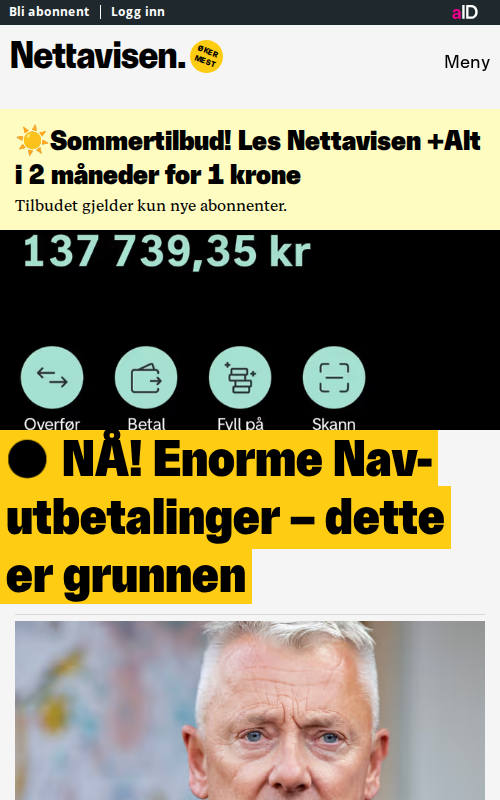 Bli abonnent | Logg inn
aID
Nettavisen.
ØKER
MEST
Meny
☀️Sommertilbud! Les Nettavisen +Alt
i 2 måneder for 1 krone
Tilbudet gjelder kun nye abonnenter.
137 739,35 kr
Overfør Betal Fyll på Skann
NÅ! Enorme Nav-
utbetalinger – dette
er grunnen